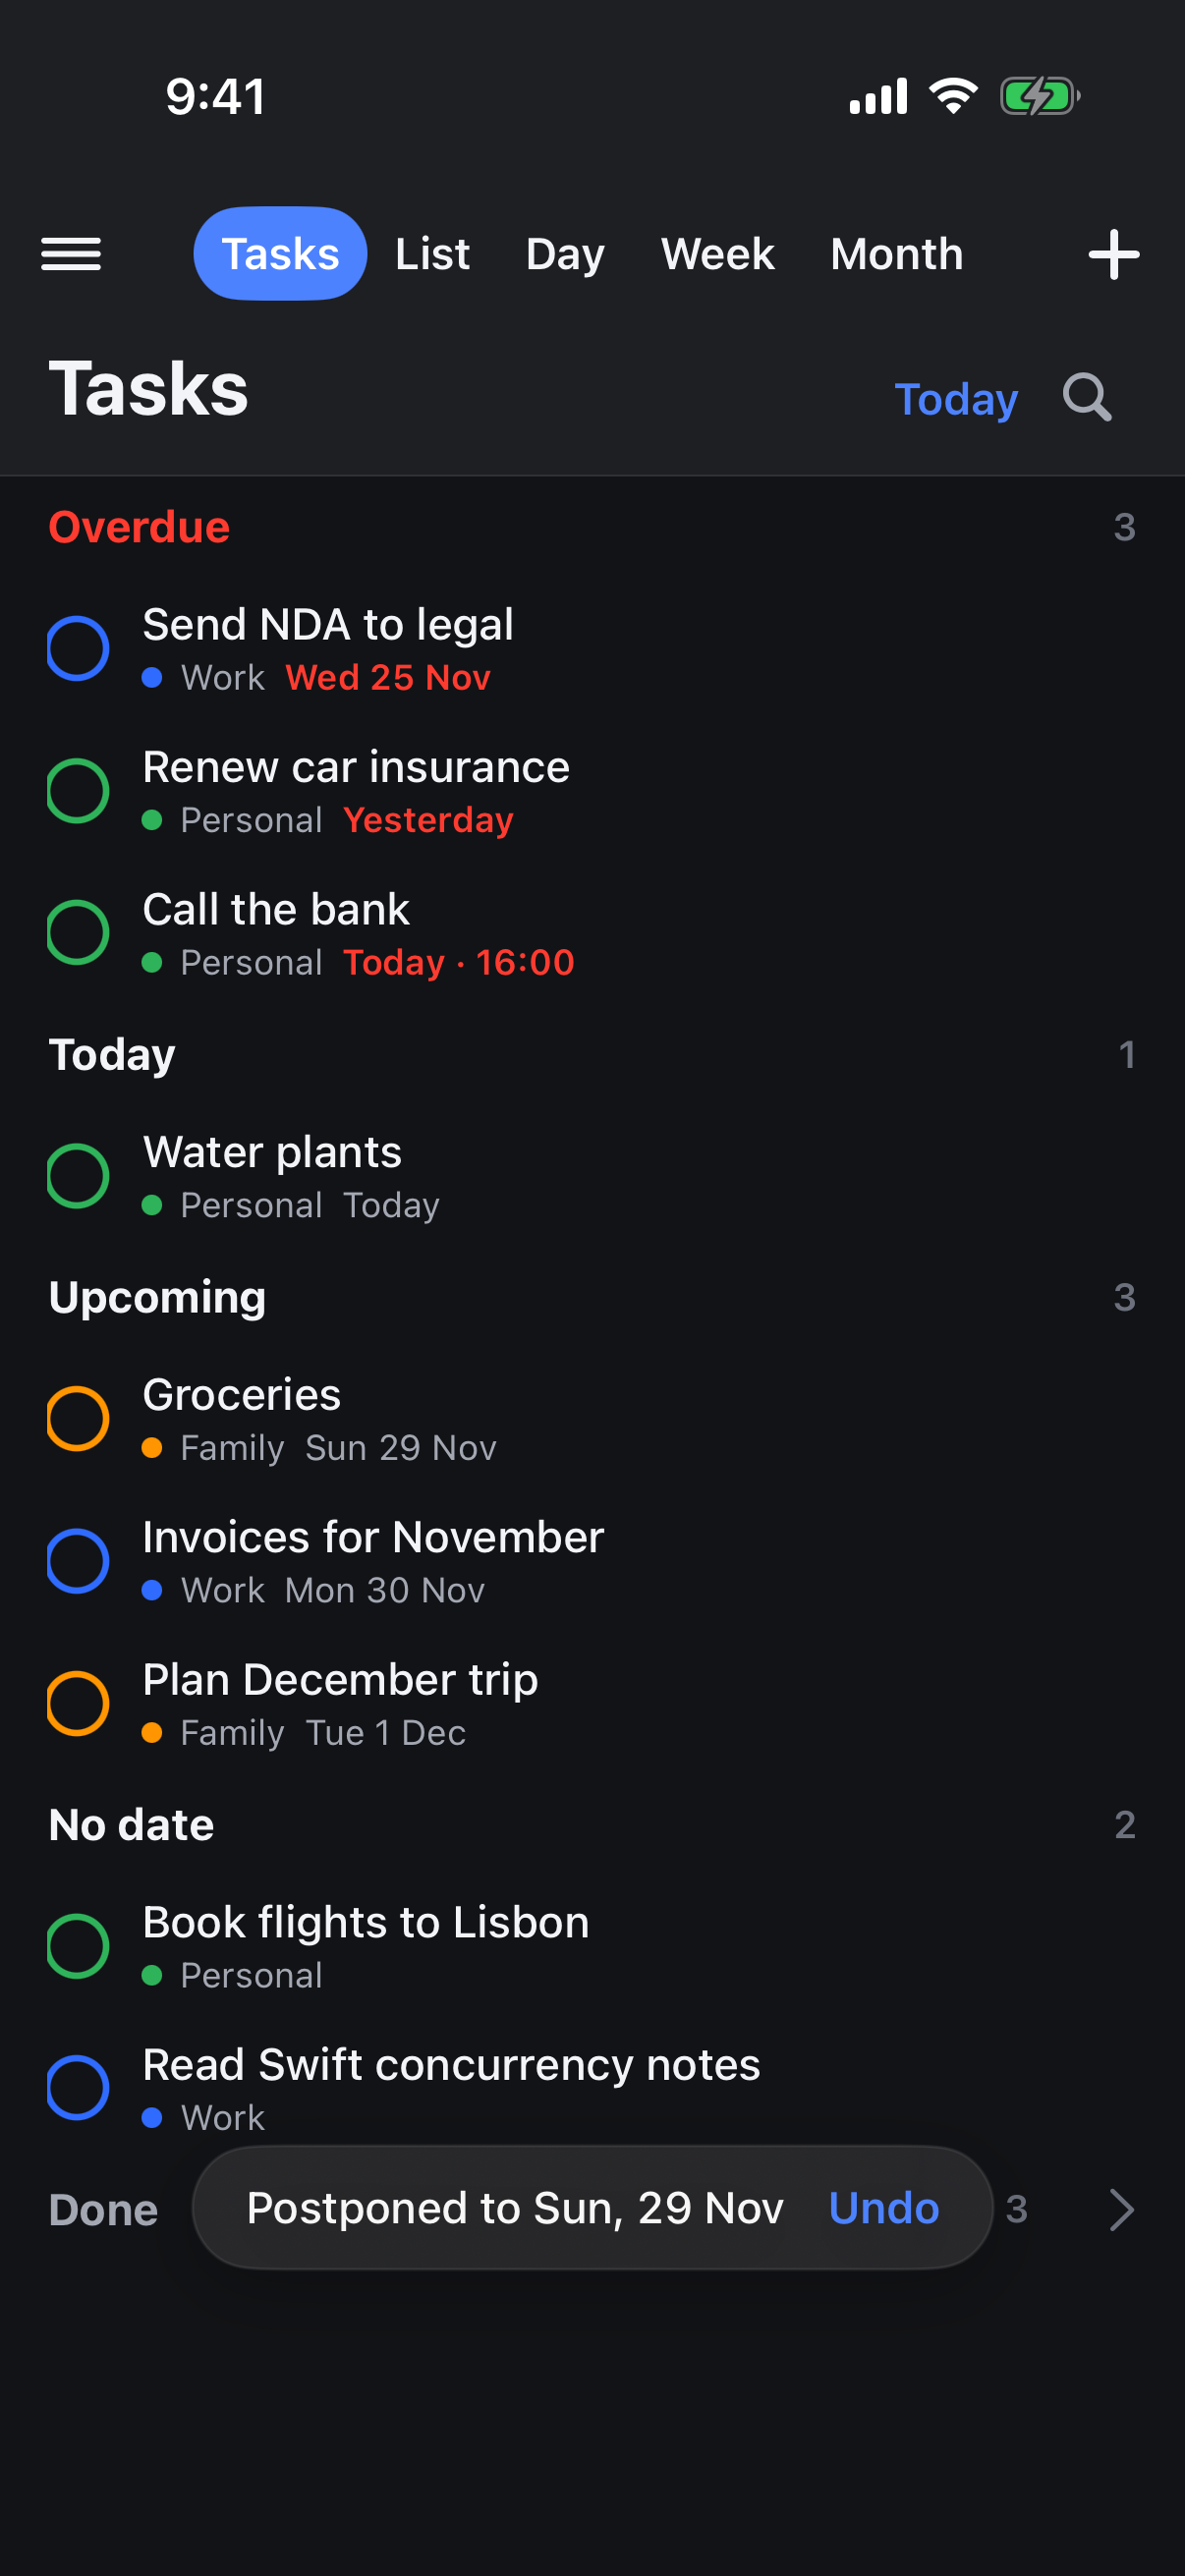 9:41
Tasks List Day Week Month
Tasks
Today
Overdue 3
Send NDA to legal
Work Wed 25 Nov
Renew car insurance
Personal Yesterday
Call the bank
Personal Today · 16:00
Today 1
Water plants
Personal Today
Upcoming 3
Groceries
Family Sun 29 Nov
Invoices for November
Work Mon 30 Nov
Plan December trip
Family Tue 1 Dec
No date 2
Book flights to Lisbon
Personal
Read Swift concurrency notes
Work
Done 3
Postponed to Sun, 29 Nov Undo